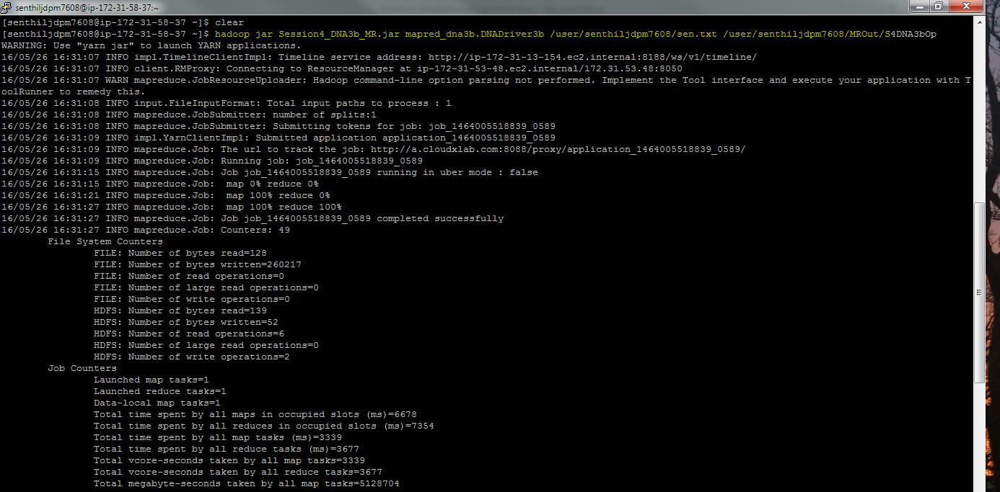 senthiljdpm7608@ip-172-31-58-37:~
[senthiljdpm7608@ip-172-31-58-37 ~]$ clear
[senthiljdpm7608@ip-172-31-58-37 ~]$ hadoop jar Session4_DNA3b_MR.jar mapred_dna3b.DNADriver3b /user/senthiljdpm7608/sen.txt /user/senthiljdpm7608/MROut/S4DNA3bOp
WARNING: Use "yarn jar" to launch YARN applications.
16/05/26 16:31:07 INFO impl.TimelineClientImpl: Timeline service address: http://ip-172-31-13-154.ec2.internal:8188/ws/v1/timeline/
16/05/26 16:31:07 INFO client.RMProxy: Connecting to ResourceManager at ip-172-31-53-48.ec2.internal/172.31.53.48:8050
16/05/26 16:31:07 WARN mapreduce.JobResourceUploader: Hadoop command-line option parsing not performed. Implement the Tool interface and execute your application with T
oolRunner to remedy this.
16/05/26 16:31:08 INFO input.FileInputFormat: Total input paths to process : 1
16/05/26 16:31:08 INFO mapreduce.JobSubmitter: number of splits:1
16/05/26 16:31:08 INFO mapreduce.JobSubmitter: Submitting tokens for job: job_1464005518839_0589
16/05/26 16:31:09 INFO impl.YarnClientImpl: Submitted application application_1464005518839_0589
16/05/26 16:31:09 INFO mapreduce.Job: The url to track the job: http://a.cloudxlab.com:8088/proxy/application_1464005518839_0589/
16/05/26 16:31:09 INFO mapreduce.Job: Running job: job_1464005518839_0589
16/05/26 16:31:15 INFO mapreduce.Job: Job job_1464005518839_0589 running in uber mode : false
16/05/26 16:31:15 INFO mapreduce.Job:  map 0% reduce 0%
16/05/26 16:31:21 INFO mapreduce.Job:  map 100% reduce 0%
16/05/26 16:31:27 INFO mapreduce.Job:  map 100% reduce 100%
16/05/26 16:31:27 INFO mapreduce.Job: Job job_1464005518839_0589 completed successfully
16/05/26 16:31:27 INFO mapreduce.Job: Counters: 49
File System Counters
FILE: Number of bytes read=128
FILE: Number of bytes written=260217
FILE: Number of read operations=0
FILE: Number of large read operations=0
FILE: Number of write operations=0
HDFS: Number of bytes read=139
HDFS: Number of bytes written=52
HDFS: Number of read operations=6
HDFS: Number of large read operations=0
HDFS: Number of write operations=2
Job Counters
Launched map tasks=1
Launched reduce tasks=1
Data-local map tasks=1
Total time spent by all maps in occupied slots (ms)=6678
Total time spent by all reduces in occupied slots (ms)=7354
Total time spent by all map tasks (ms)=3339
Total time spent by all reduce tasks (ms)=3677
Total vcore-seconds taken by all map tasks=3339
Total vcore-seconds taken by all reduce tasks=3677
Total megabyte-seconds taken by all map tasks=5128704